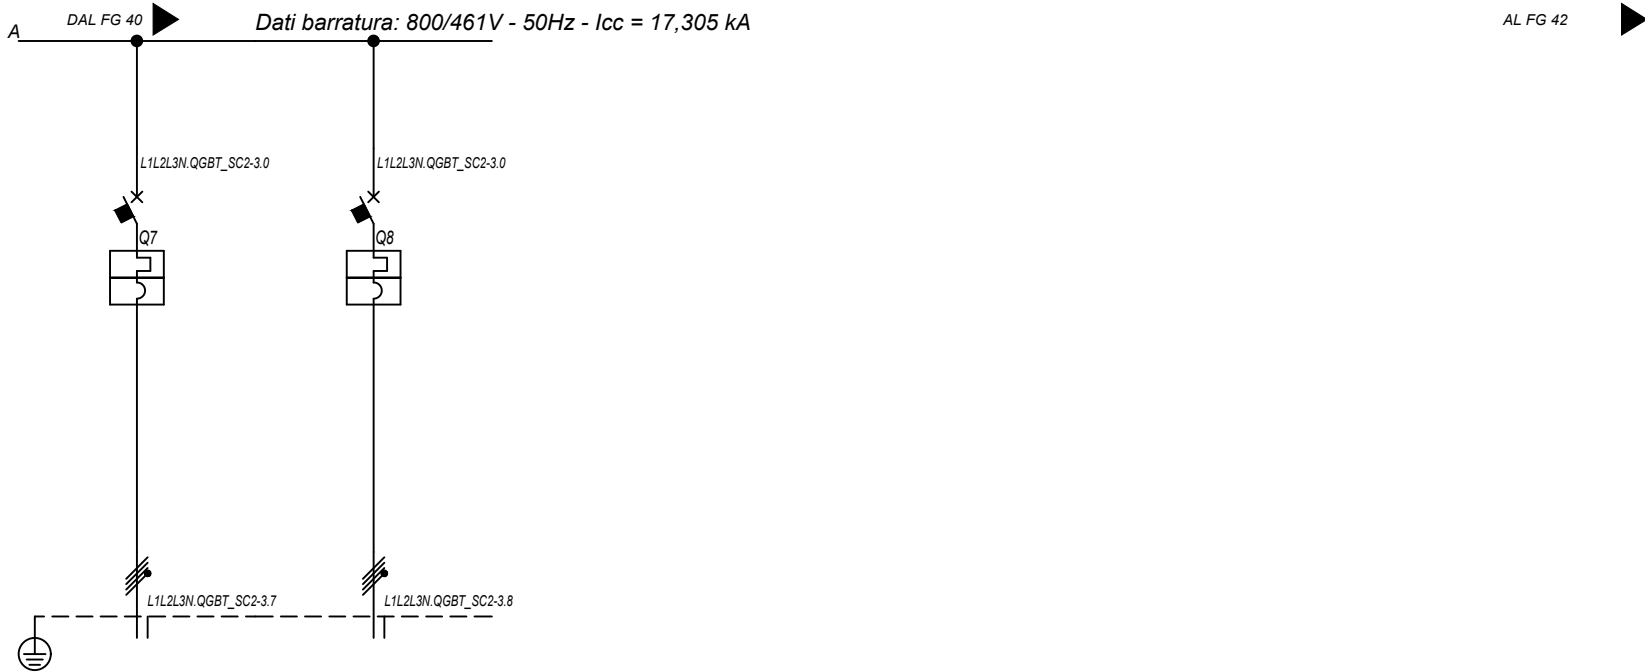 DAL FG 40
Dati barratura: 800/461V - 50Hz - Icc = 17,305 kA
AL FG 42
A
L1L2L3N.QGBT_SC2-3.0
L1L2L3N.QGBT_SC2-3.0
Q7
Q8
L1L2L3N.QGBT_SC2-3.7
L1L2L3N.QGBT_SC2-3.8